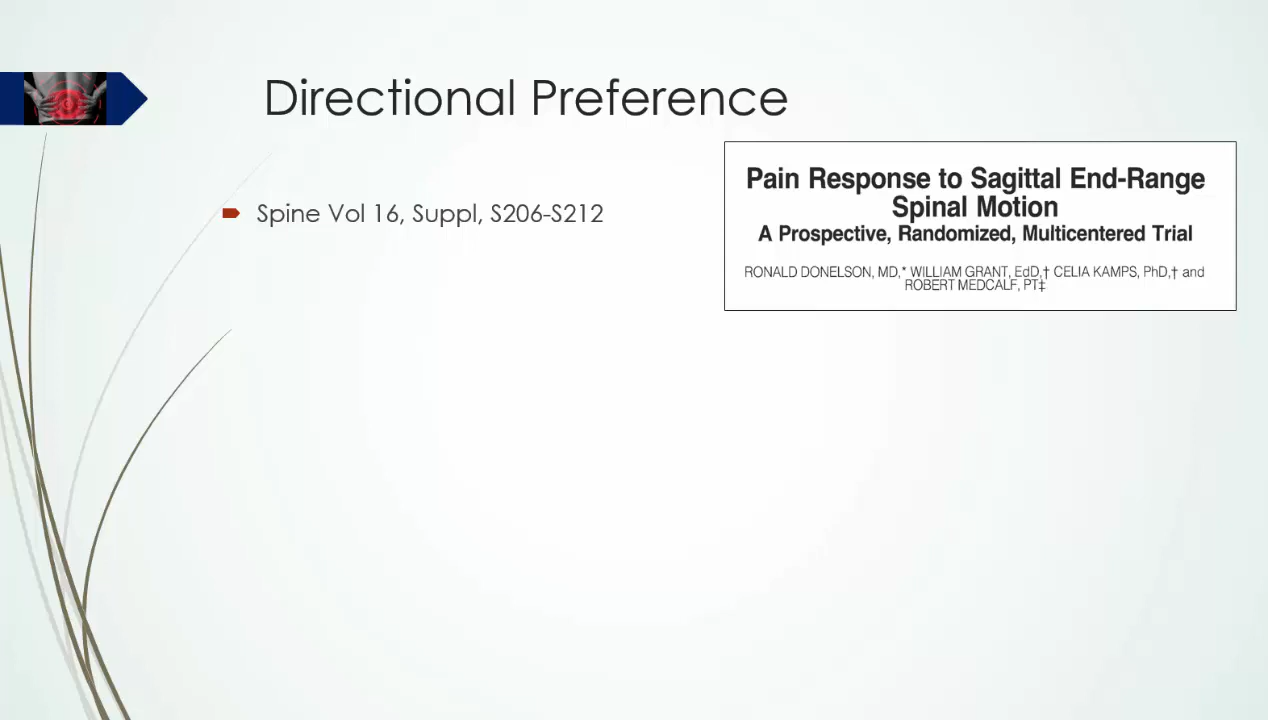 Directional Preference
Spine Vol 16, Suppl, S206-S212
Pain Response to Sagittal End-Range
Spinal Motion
A Prospective, Randomized, Multicentered Trial
RONALD DONELSON, MD,* WILLIAM GRANT, EdD,† CELIA KAMPS, PhD,† and
ROBERT MEDCALF, PT‡